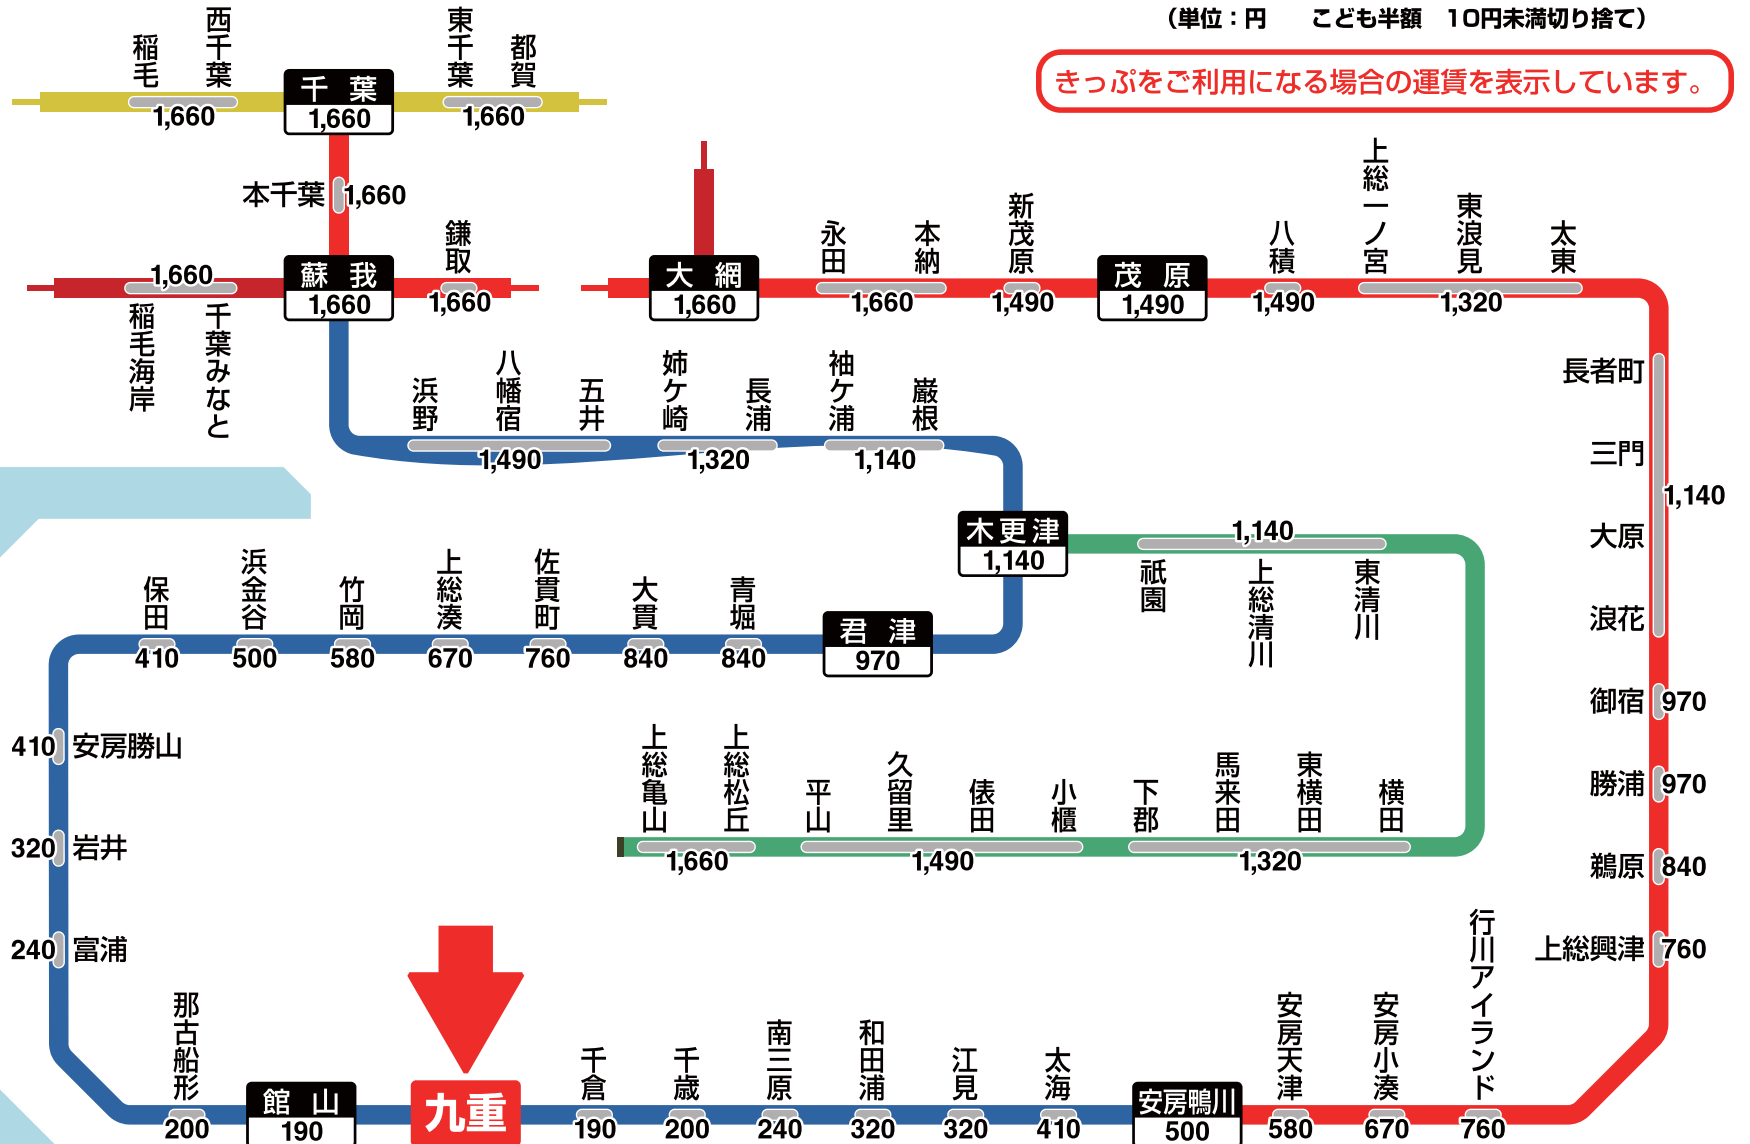 （単位：円　　こども半額　10円未満切り捨て）
きっぷをご利用になる場合の運賃を表示しています。
稲毛
西千葉
1,660
千葉
1,660
東千葉
都賀
1,660
本千葉
1,660
1,660
稲毛海岸
千葉みなと
蘇我
1,660
鎌取
1,660
大網
1,660
永田
本納
1,660
新茂原
1,490
茂原
1,490
八積
1,490
上総一ノ宮
東浪見
太東
1,320
長者町
三門
大原
浪花
1,140
御宿
970
勝浦
970
鵜原
840
上総興津
760
浜野
八幡宿
五井
1,490
姉ケ崎
長浦
1,320
袖ケ浦
巌根
1,140
木更津
1,140
1,140
祇園
上総清川
東清川
横田
東横田
馬来田
下郡
1,320
小櫃
俵田
久留里
平山
1,490
上総松丘
上総亀山
1,660
君津
970
青堀
840
大貫
840
佐貫町
760
上総湊
670
竹岡
580
浜金谷
500
保田
410
410
安房勝山
320
岩井
240
富浦
那古船形
200
館山
190
九重
千倉
190
千歳
200
南三原
240
和田浦
320
江見
320
太海
410
安房鴨川
500
安房天津
580
安房小湊
670
行川アイランド
760